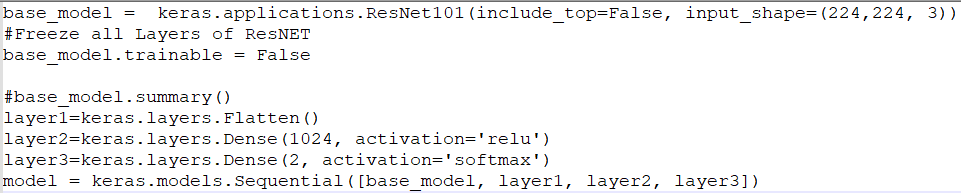 base_model =  keras.applications.ResNet101(include_top=False, input_shape=(224,224, 3))
#Freeze all Layers of ResNET
base_model.trainable = False

#base_model.summary()
layer1=keras.layers.Flatten()
layer2=keras.layers.Dense(1024, activation='relu')
layer3=keras.layers.Dense(2, activation='softmax')
model = keras.models.Sequential([base_model, layer1, layer2, layer3])